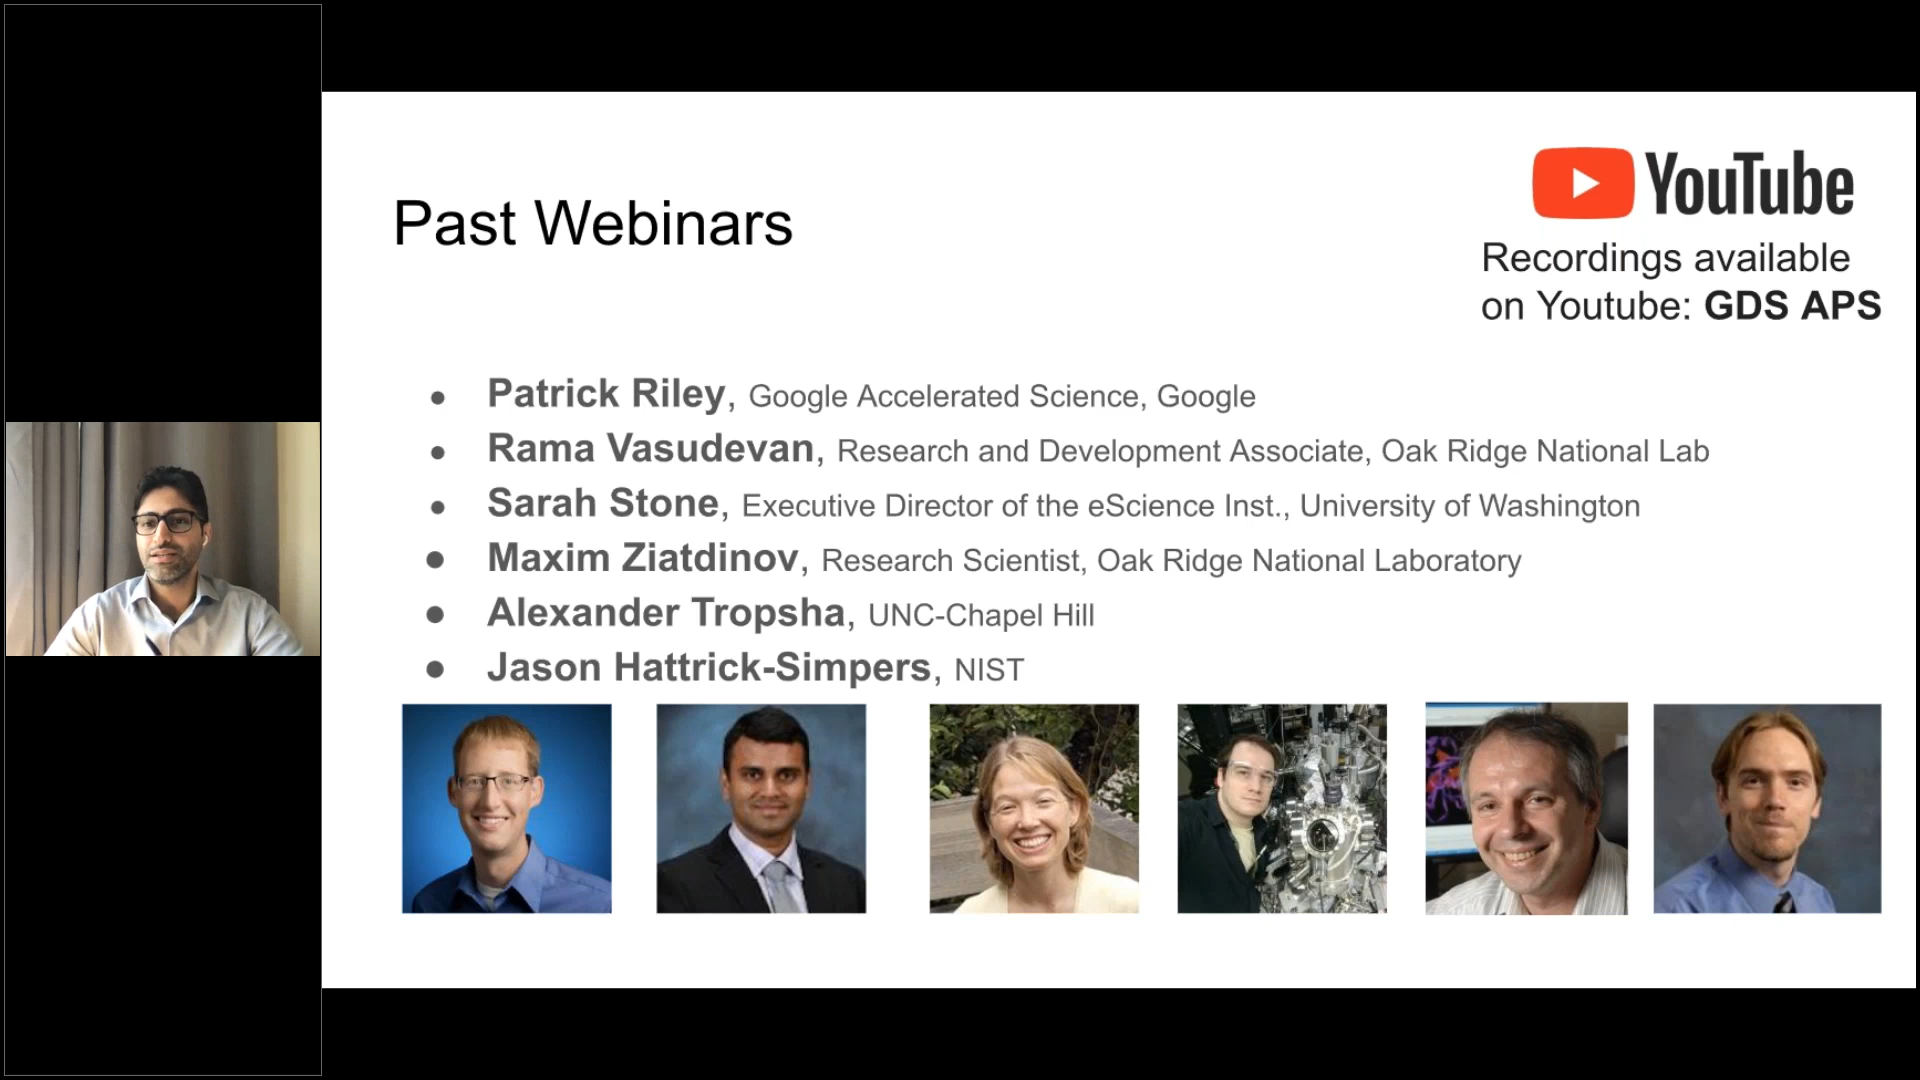 YouTube
Past Webinars
Recordings available
on Youtube: GDS APS
● Patrick Riley, Google Accelerated Science, Google
● Rama Vasudevan, Research and Development Associate, Oak Ridge National Lab
● Sarah Stone, Executive Director of the eScience Inst., University of Washington
● Maxim Ziatdinov, Research Scientist, Oak Ridge National Laboratory
● Alexander Tropsha, UNC-Chapel Hill
● Jason Hattrick-Simpers, NIST